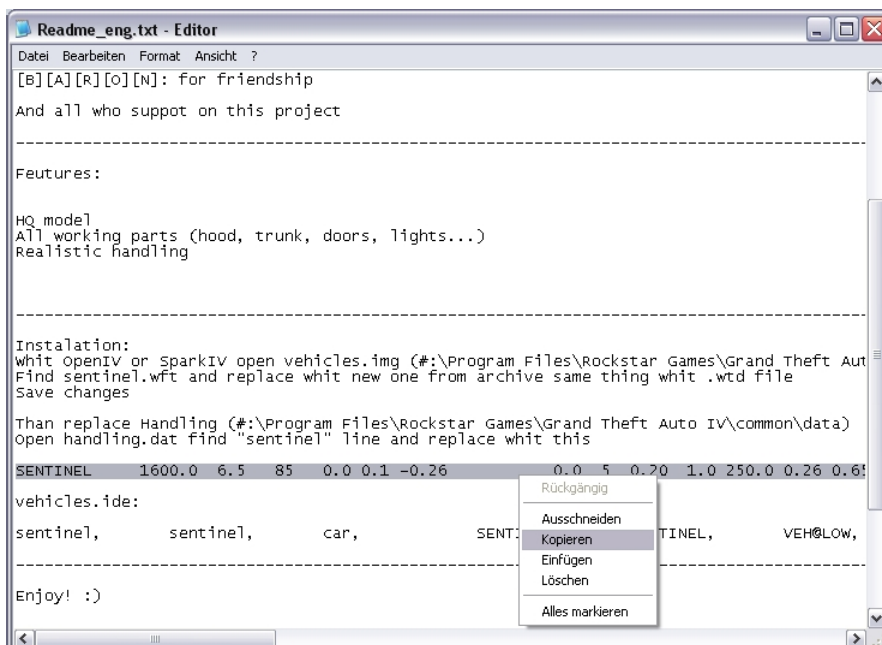 Readme_eng.txt - Editor
Datei Bearbeiten Format Ansicht ?
[B][A][R][O][N]: for friendship
And all who suppot on this project
--------------------------------------------------------------------------------
Feutures:
HQ model
All working parts (hood, trunk, doors, lights...)
Realistic handling
--------------------------------------------------------------------------------
Instalation:
Whit OpenIV or SparkIV open vehicles.img (#:\Program Files\Rockstar Games\Grand Theft Aut
Find sentinel.wft and replace whit new one from archive same thing whit .wtd file
Save changes
Than replace Handling (#:\Program Files\Rockstar Games\Grand Theft Auto IV\common\data)
Open handling.dat find "sentinel" line and replace whit this
SENTINEL 1600.0 6.5 85 0.0 0.1 -0.26 0.0 5 0.20 1.0 250.0 0.26 0.65
Rückgängig
vehicles.ide:
Ausschneiden
sentinel, sentinel, car, SENTI TINEL, VEH@LOW,
Kopieren
Einfügen
--------------------------------------------------------------------------------
Löschen
Enjoy! :)
Alles markieren